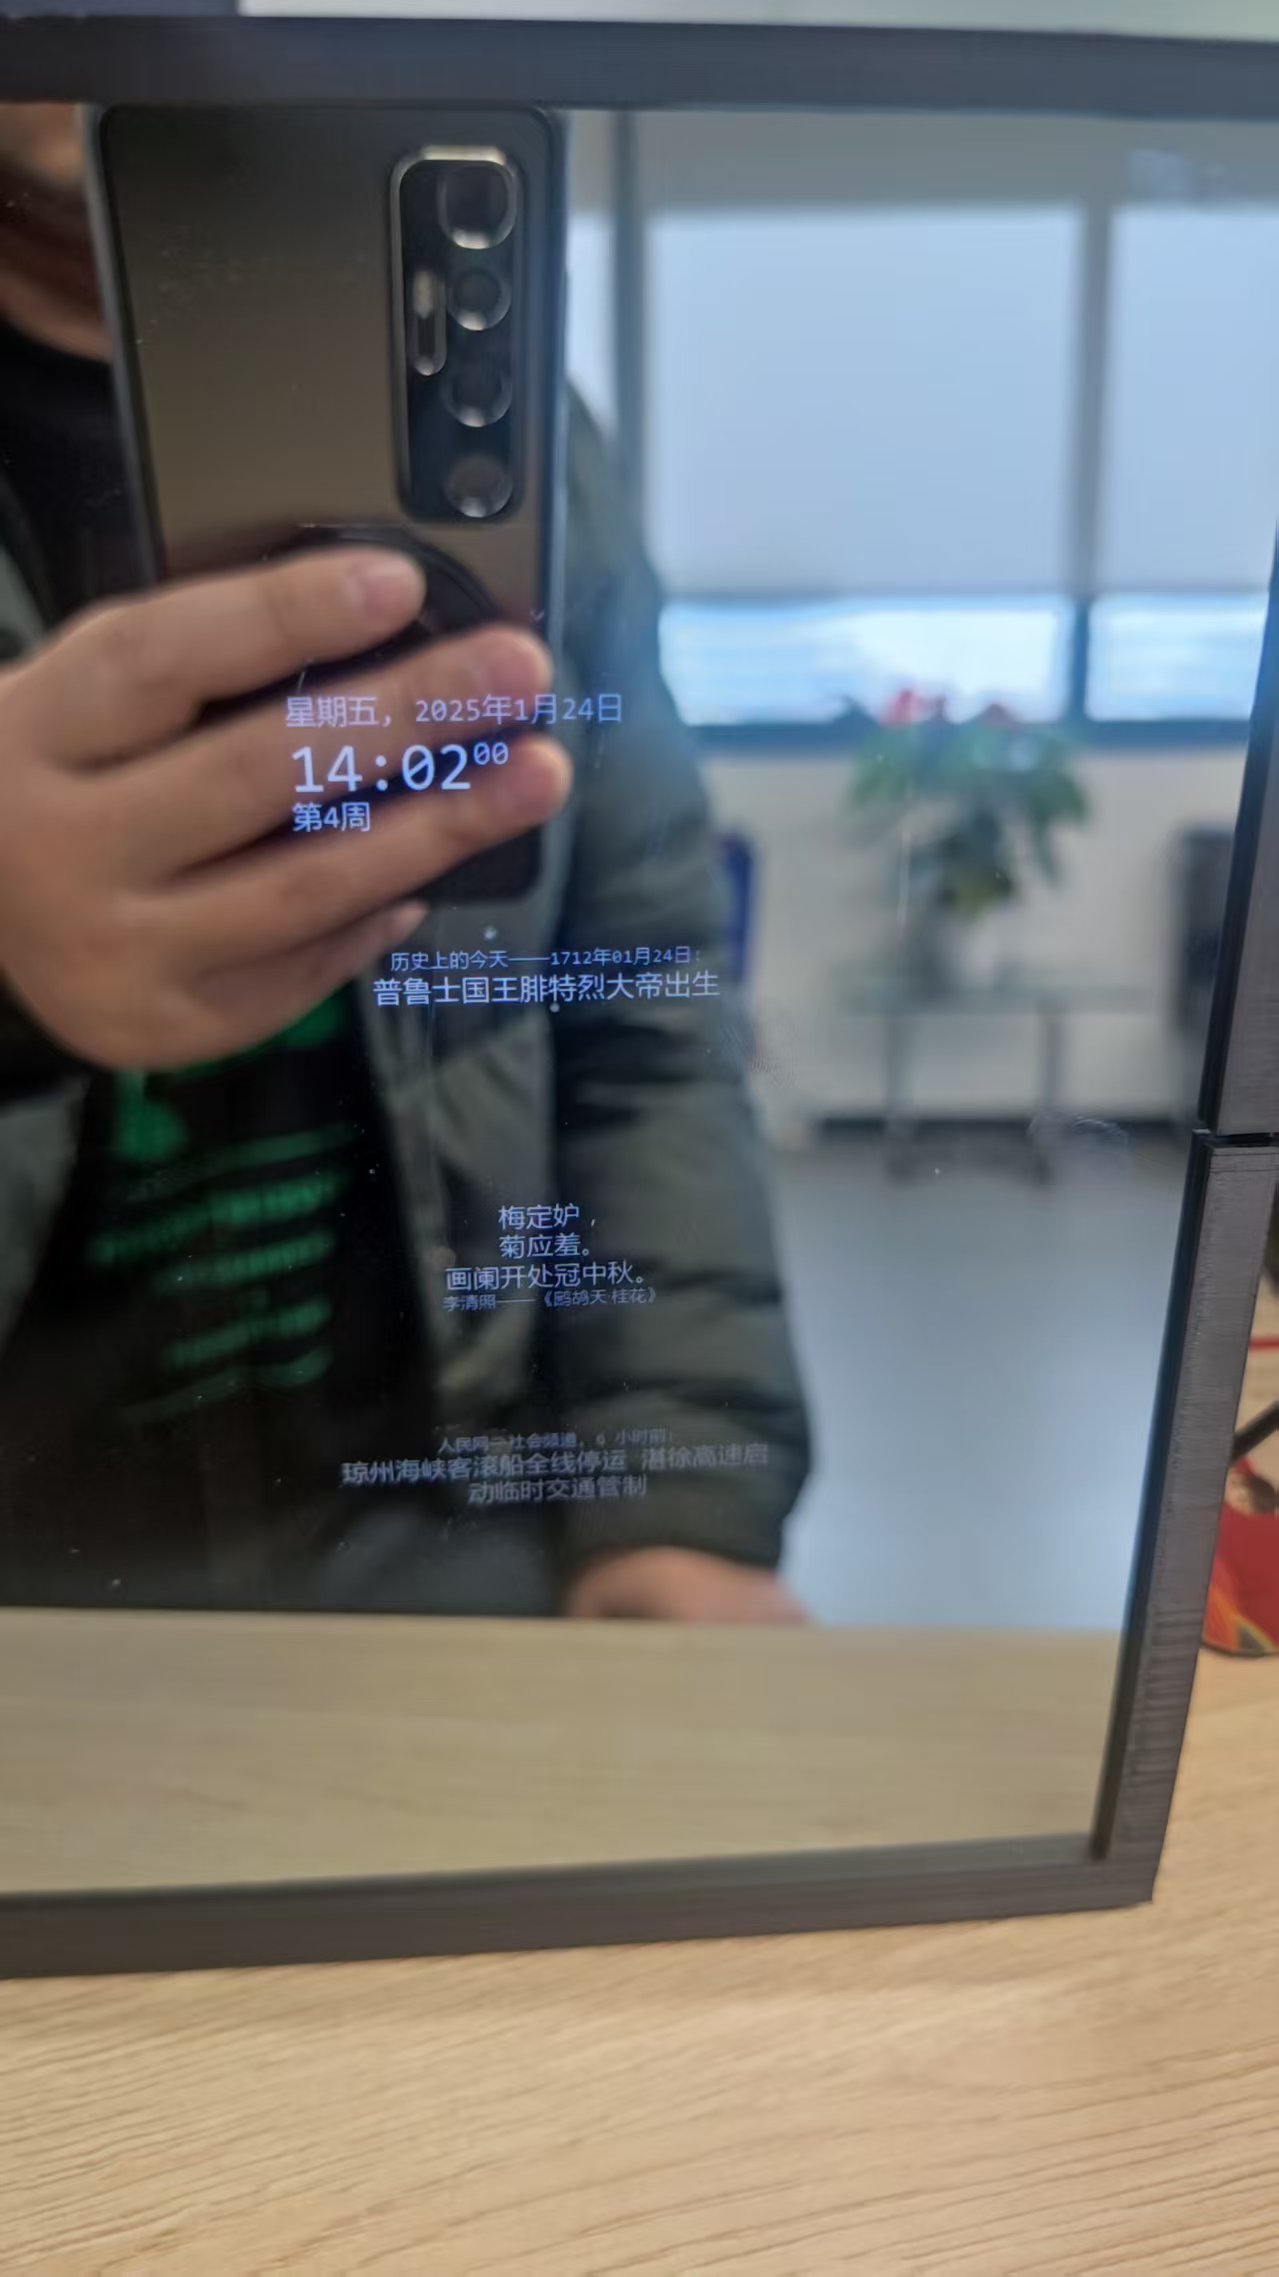 星期五，2025年1月24日
14:02⁰⁰
第4周
历史上的今天——1712年01月24日：
普鲁士国王腓特烈大帝出生
梅定妒，
菊应羞。
画阑开处冠中秋。
李清照——《鹧鸪天·桂花》
人民网—社会频道，6 小时前：
琼州海峡客滚船全线停运 湛徐高速启
动临时交通管制